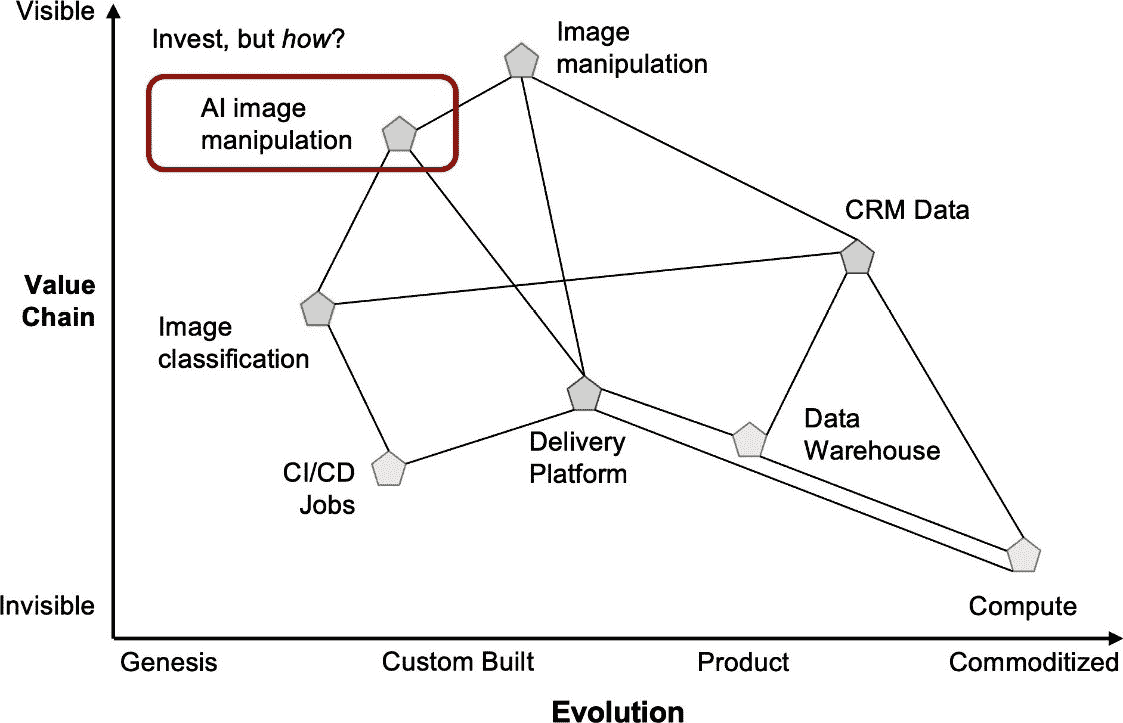 Visible
Invest, but how?
Image
manipulation
AI image
manipulation
CRM Data
Value
Chain
Image
classification
Data
Warehouse
Delivery
Platform
CI/CD
Jobs
Invisible
Compute
Genesis
Custom Built
Product
Commoditized
Evolution